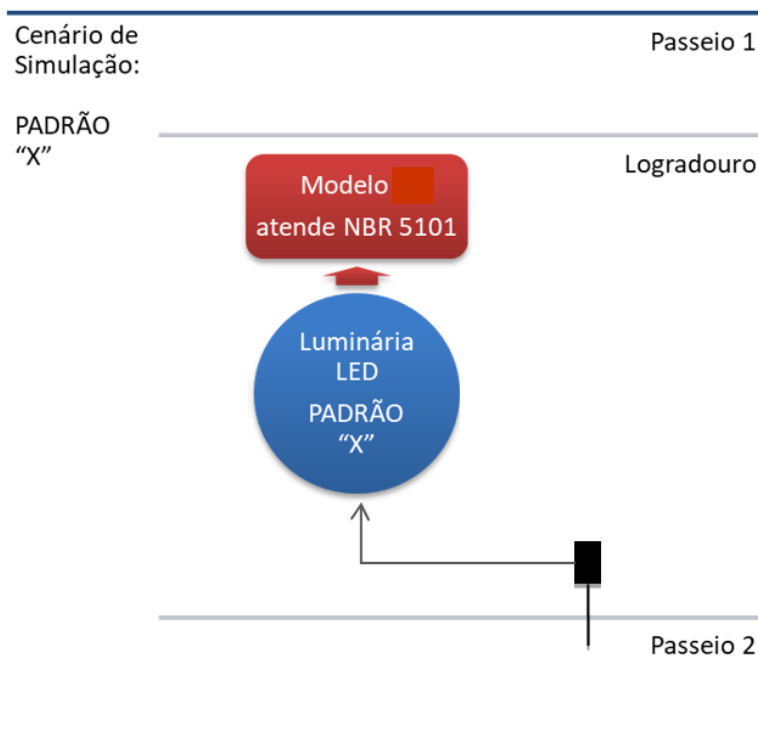 Cenário de
Simulação:
PADRÃO
“X”
Passeio 1
Logradouro
Modelo
atende NBR 5101
Luminária
LED
PADRÃO
“X”
Passeio 2